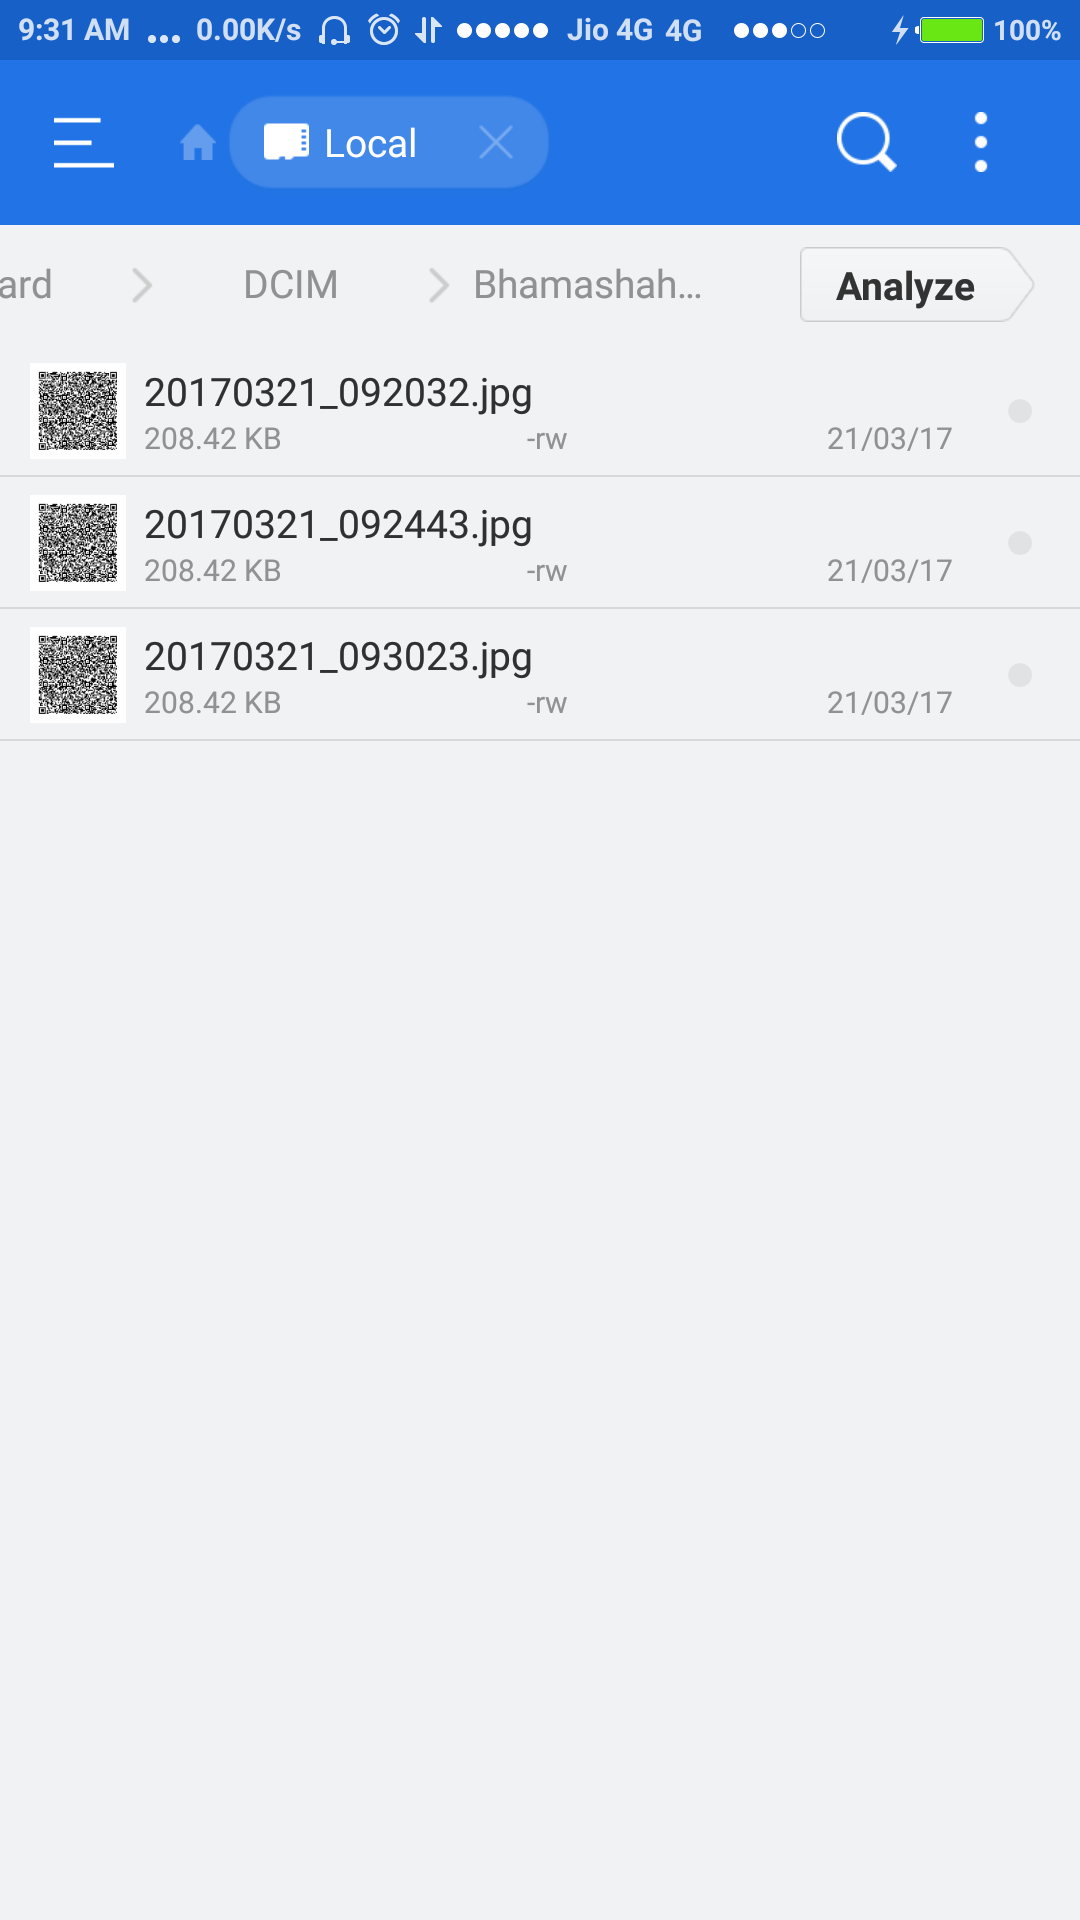 9:31 AM ... 0.00K/s Jio 4G 4G 100%
Local
ard DCIM Bhamashah... Analyze
20170321_092032.jpg
208.42 KB -rw 21/03/17
20170321_092443.jpg
208.42 KB -rw 21/03/17
20170321_093023.jpg
208.42 KB -rw 21/03/17